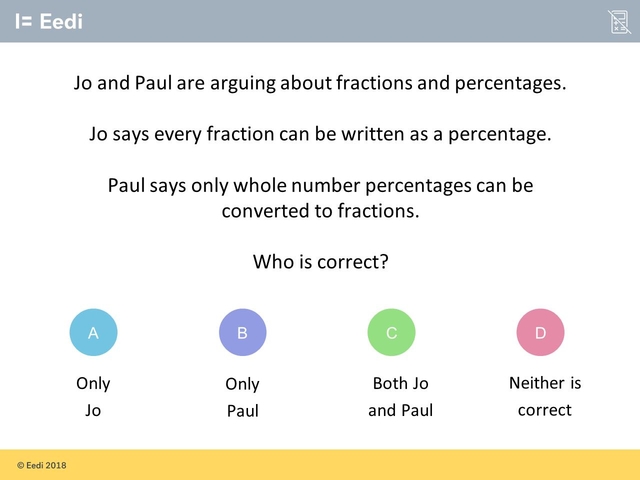 I= Eedi
Jo and Paul are arguing about fractions and percentages.
Jo says every fraction can be written as a percentage.
Paul says only whole number percentages can be
converted to fractions.
Who is correct?
A
B
C
D
Only
Jo
Only
Paul
Both Jo
and Paul
Neither is
correct
© Eedi 2018